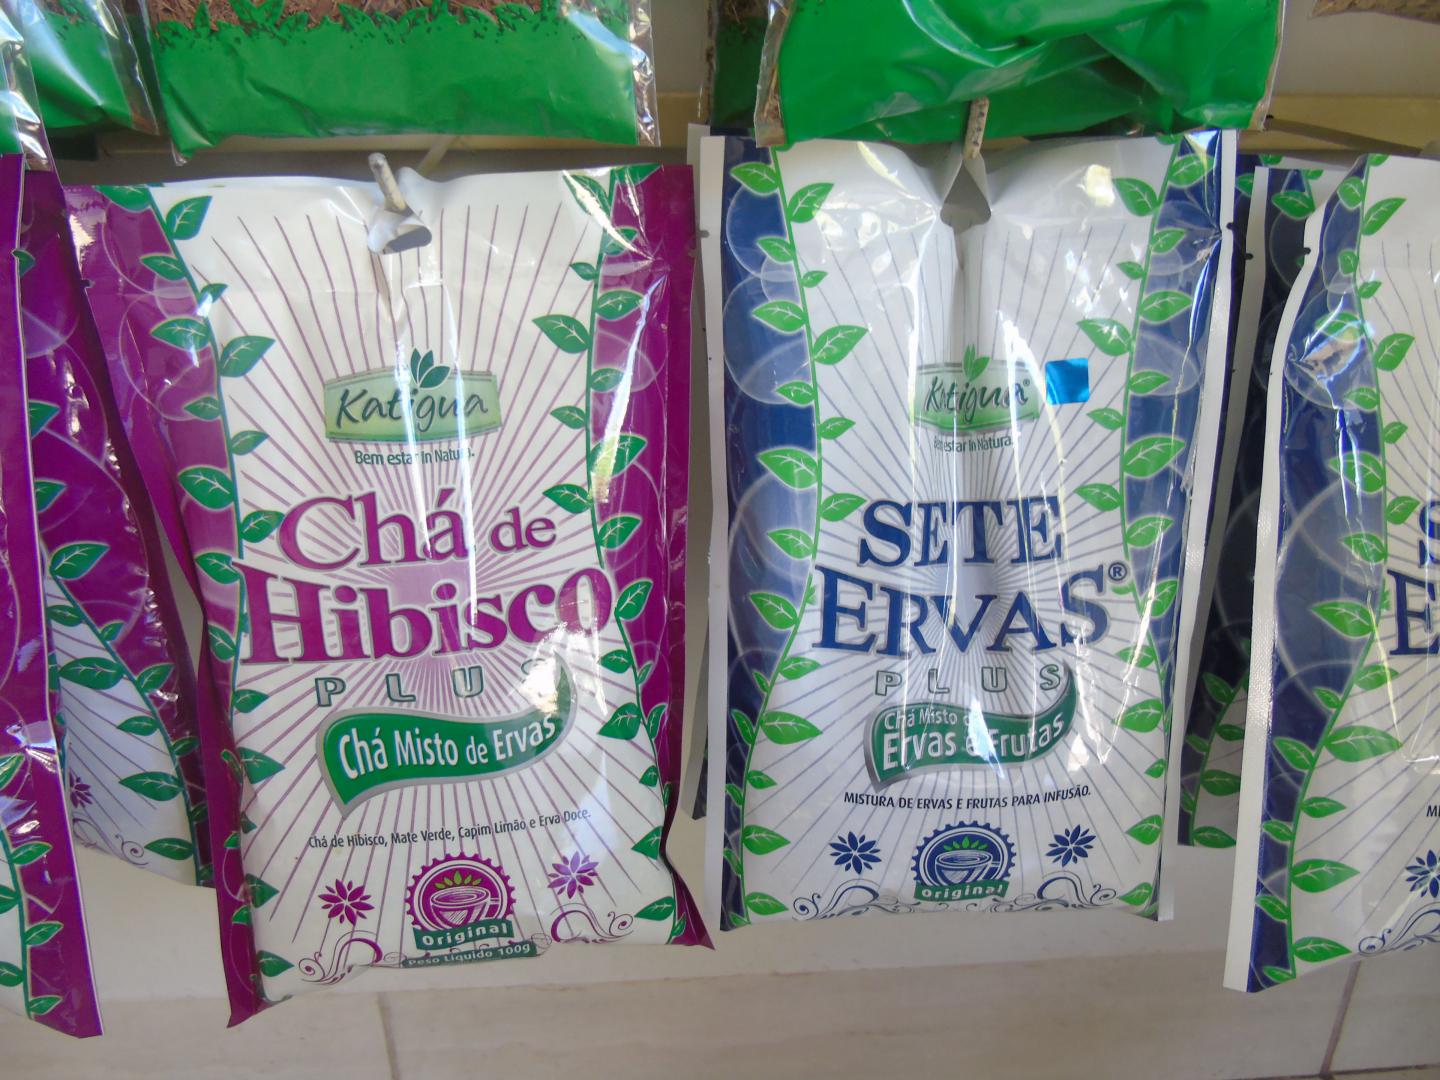 Katigua
Bem estar In Natura.
Chá de
Hibisco
PLUS
Chá Misto de Ervas
Chá de Hibisco, Mate Verde, Capim Limão e Erva Doce.
Original
Peso Líquido 100g
Katigua®
Bem estar In Natura.
SETE
ERVAS®
PLUS
Chá Misto de
Ervas e Frutas
MISTURA DE ERVAS E FRUTAS PARA INFUSÃO.
Original
S
E